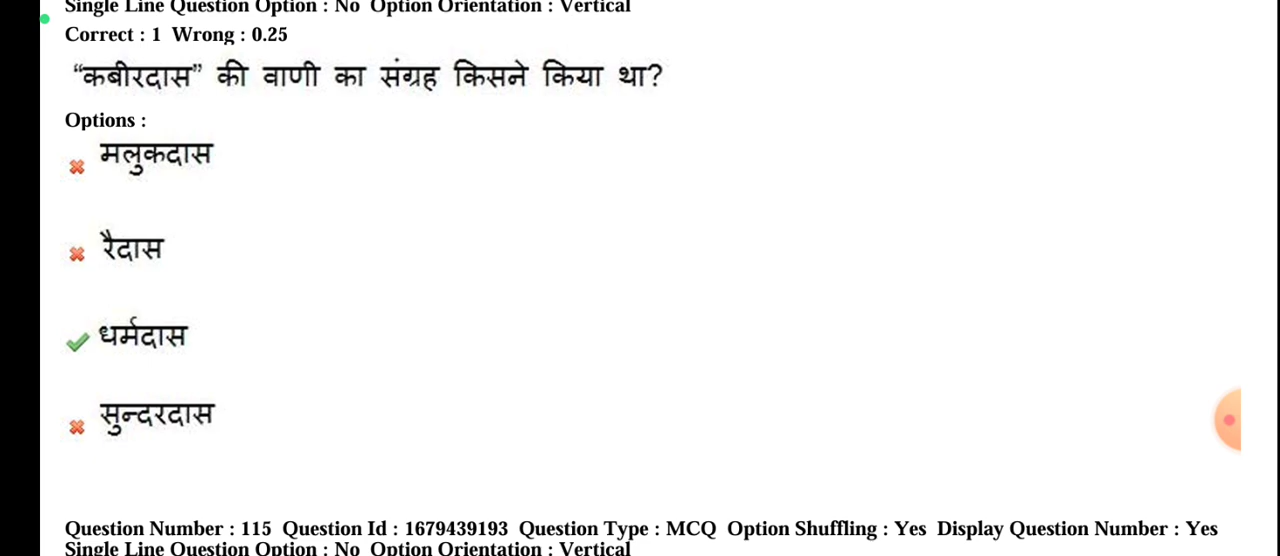 Single Line Question Option : No Option Orientation : Vertical
Correct : 1 Wrong : 0.25
“कबीरदास” की वाणी का संग्रह किसने किया था?
Options :
मलुकदास
रैदास
धर्मदास
सुन्दरदास
Question Number : 115 Question Id : 1679439193 Question Type : MCQ Option Shuffling : Yes Display Question Number : Yes
Single Line Question Option : No Option Orientation : Vertical